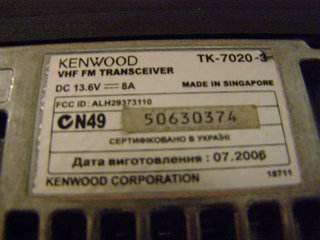 KENWOOD TK-7020-3
VHF FM TRANSCEIVER
DC 13.6V ⎓ 8A MADE IN SINGAPORE
FCC ID : ALH29373110
N49 50630374
СЕРТИФІКОВАНО В УКРАЇНІ
Дата виготовлення : 07.2006
KENWOOD CORPORATION 18711